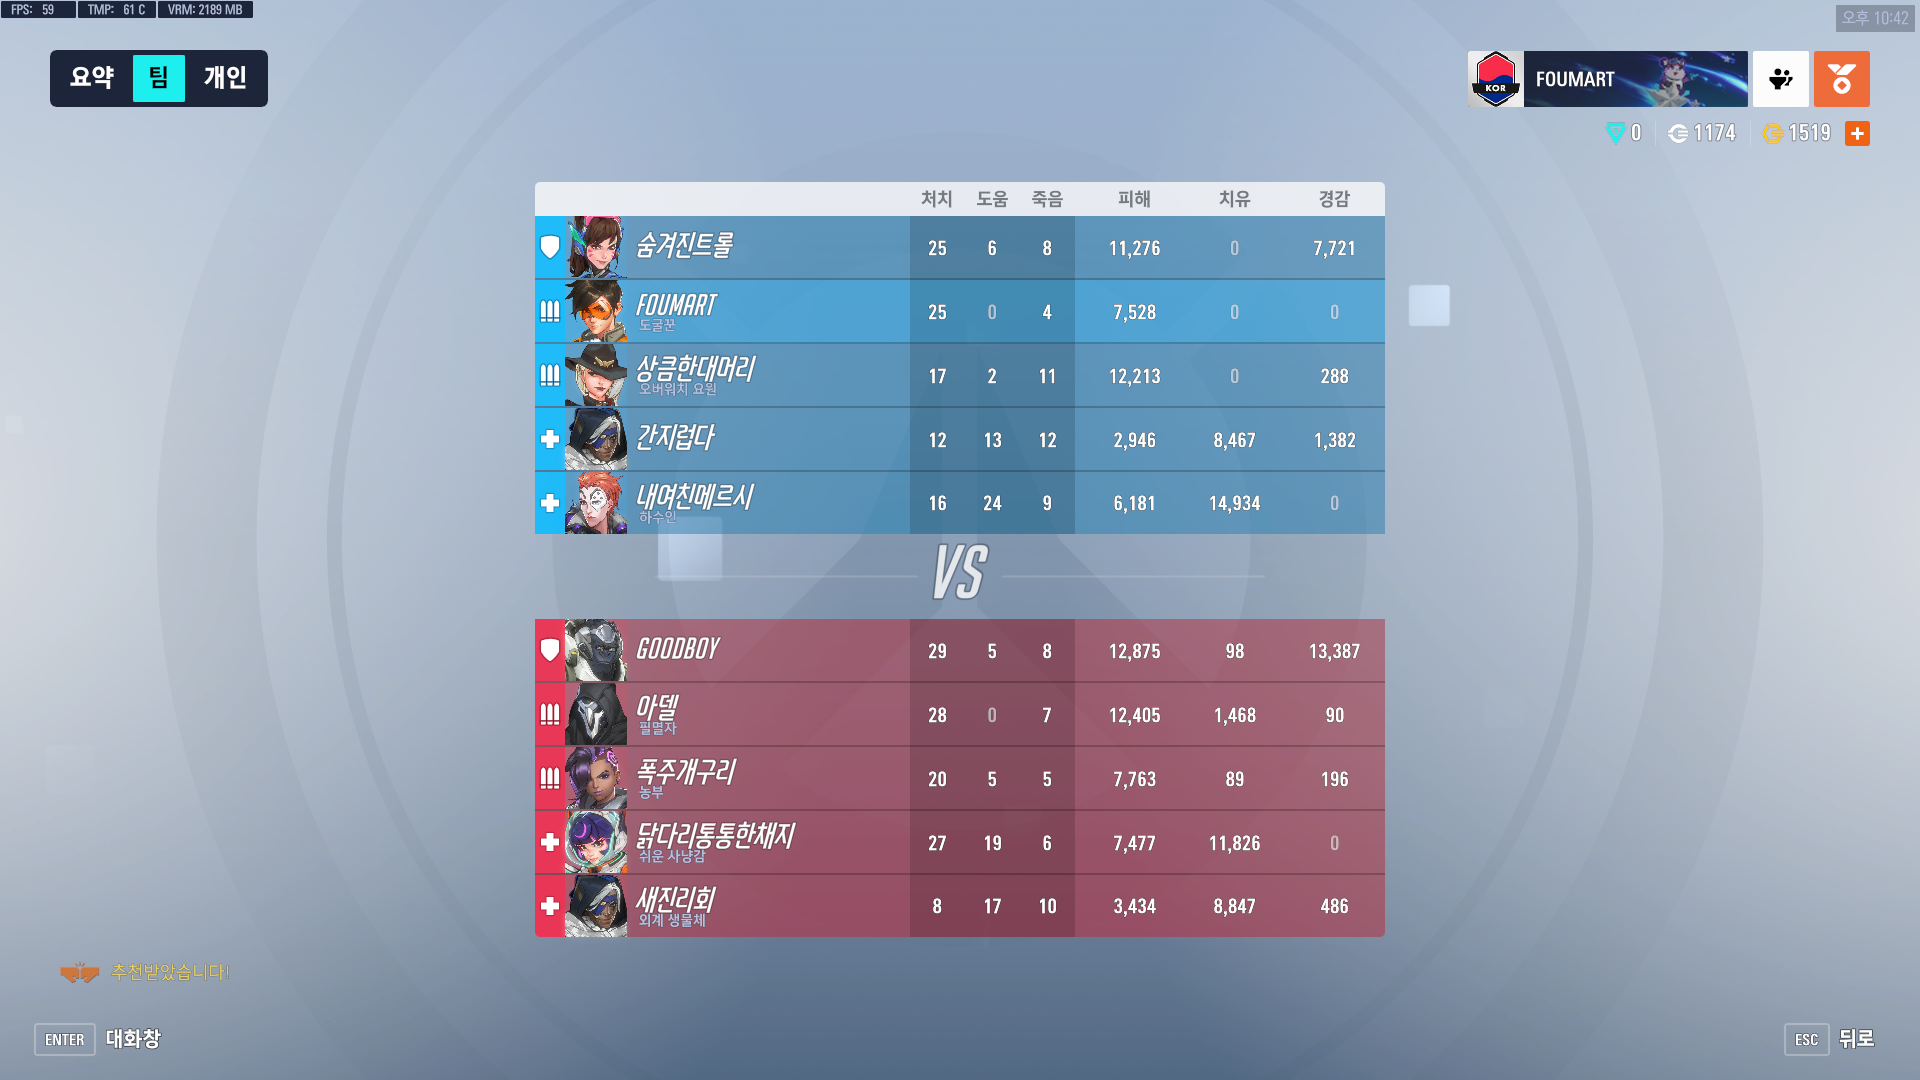 FPS: 59 TMP: 61 C VRM: 2189 MB
오후 10:42
요약 팀 개인
KOR FOUMART
0 1174 1519 +
처치 도움 죽음 피해 치유 경감
숨겨진트롤 25 6 8 11,276 0 7,721
FOUMART 25 0 4 7,528 0 0
도굴꾼
상큼한대머리 17 2 11 12,213 0 288
오버워치 요원
간지럽다 12 13 12 2,946 8,467 1,382
내여친메르시 16 24 9 6,181 14,934 0
하수인
VS
GOODBOY 29 5 8 12,875 98 13,387
아델 28 0 7 12,405 1,468 90
필멸자
폭주개구리 20 5 5 7,763 89 196
농부
닭다리통통한채지 27 19 6 7,477 11,826 0
쉬운 사냥감
새진리회 8 17 10 3,434 8,847 486
외계 생물체
추천받았습니다!
ENTER 대화창
ESC 뒤로